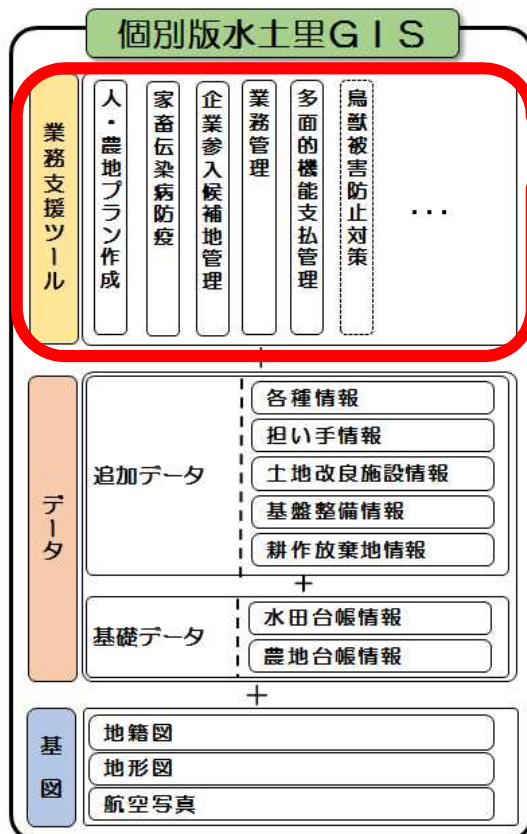 個別版水土里GIS
業務支援ツール
人・農地プラン作成
家畜伝染病防疫
企業参入候補地管理
業務管理
多面的機能支払管理
鳥獣被害防止対策
・・・
+
データ
追加データ
各種情報
担い手情報
土地改良施設情報
基盤整備情報
耕作放棄地情報
+
基礎データ
水田台帳情報
農地台帳情報
+
基図
地籍図
地形図
航空写真